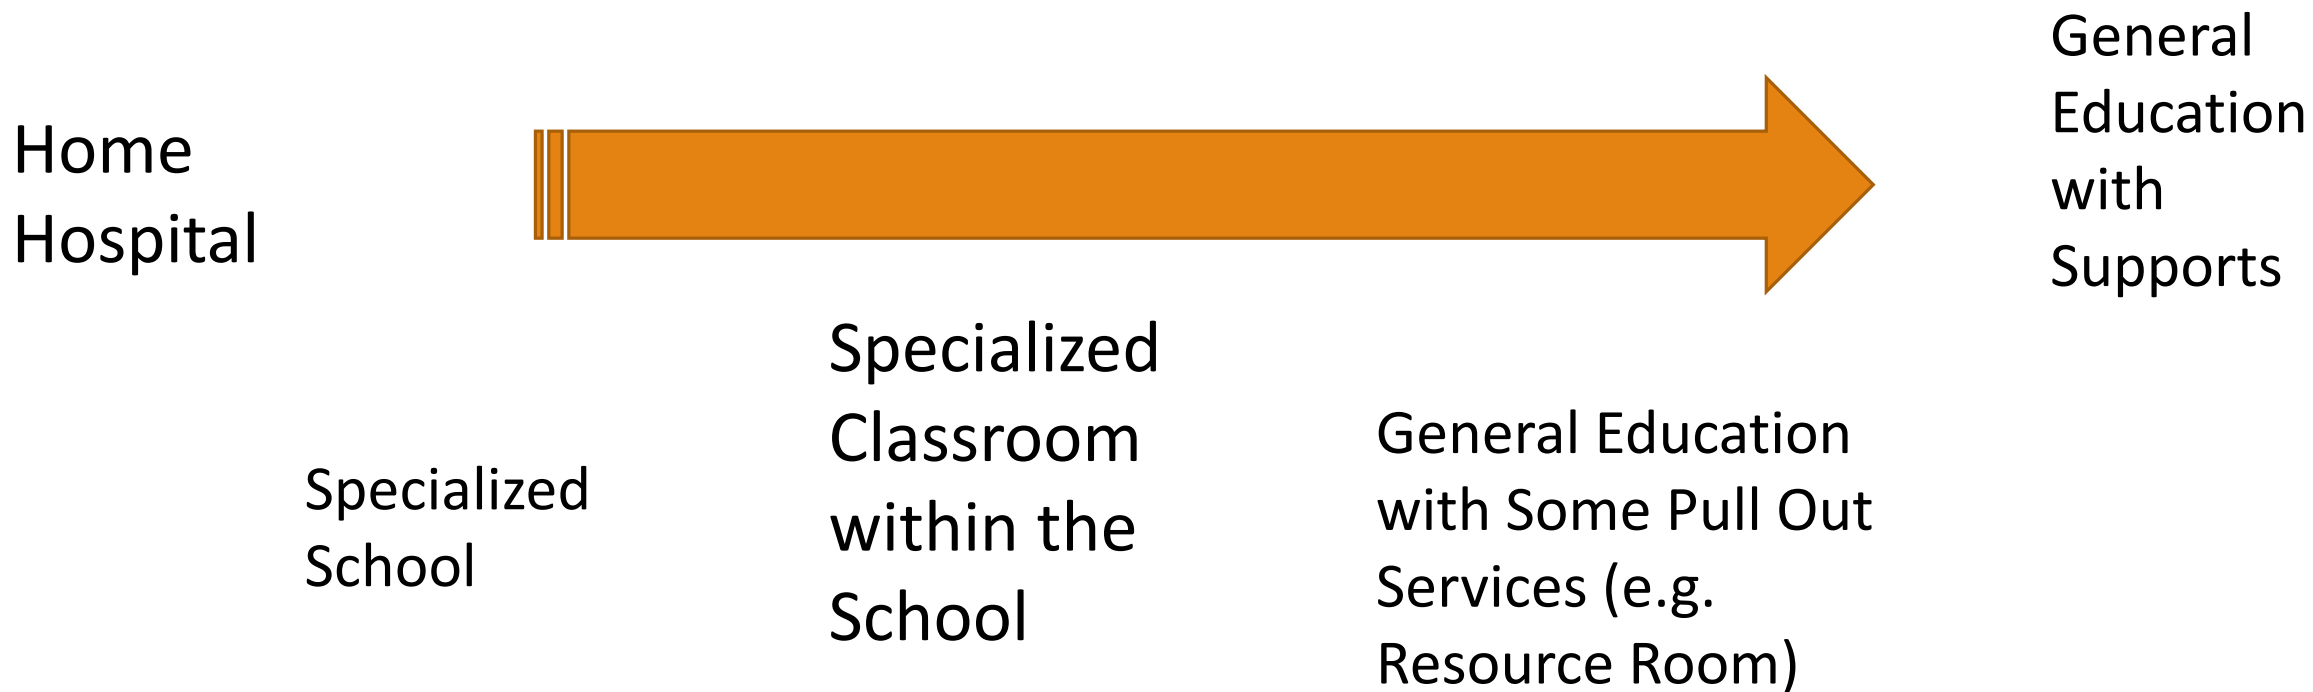 Home
Hospital
Specialized
School
Specialized
Classroom
within the
School
General Education
with Some Pull Out
Services (e.g.
Resource Room)
General
Education
with
Supports